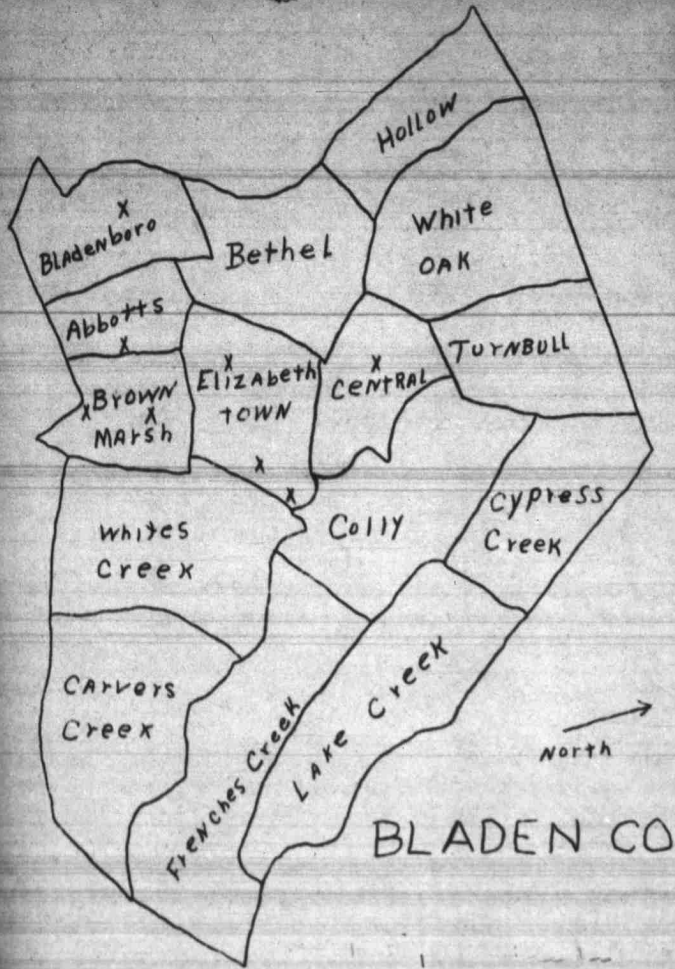 Hollow
White
OAK
Bladenboro
Bethel
Abbotts
TURNBULL
Elizabeth
TOWN
CENTRAL
BROWN
MARSH
Cypress
Creek
Colly
Whites
Creek
Carvers
Creek
Frenches Creek
Lake Creek
North
BLADEN CO